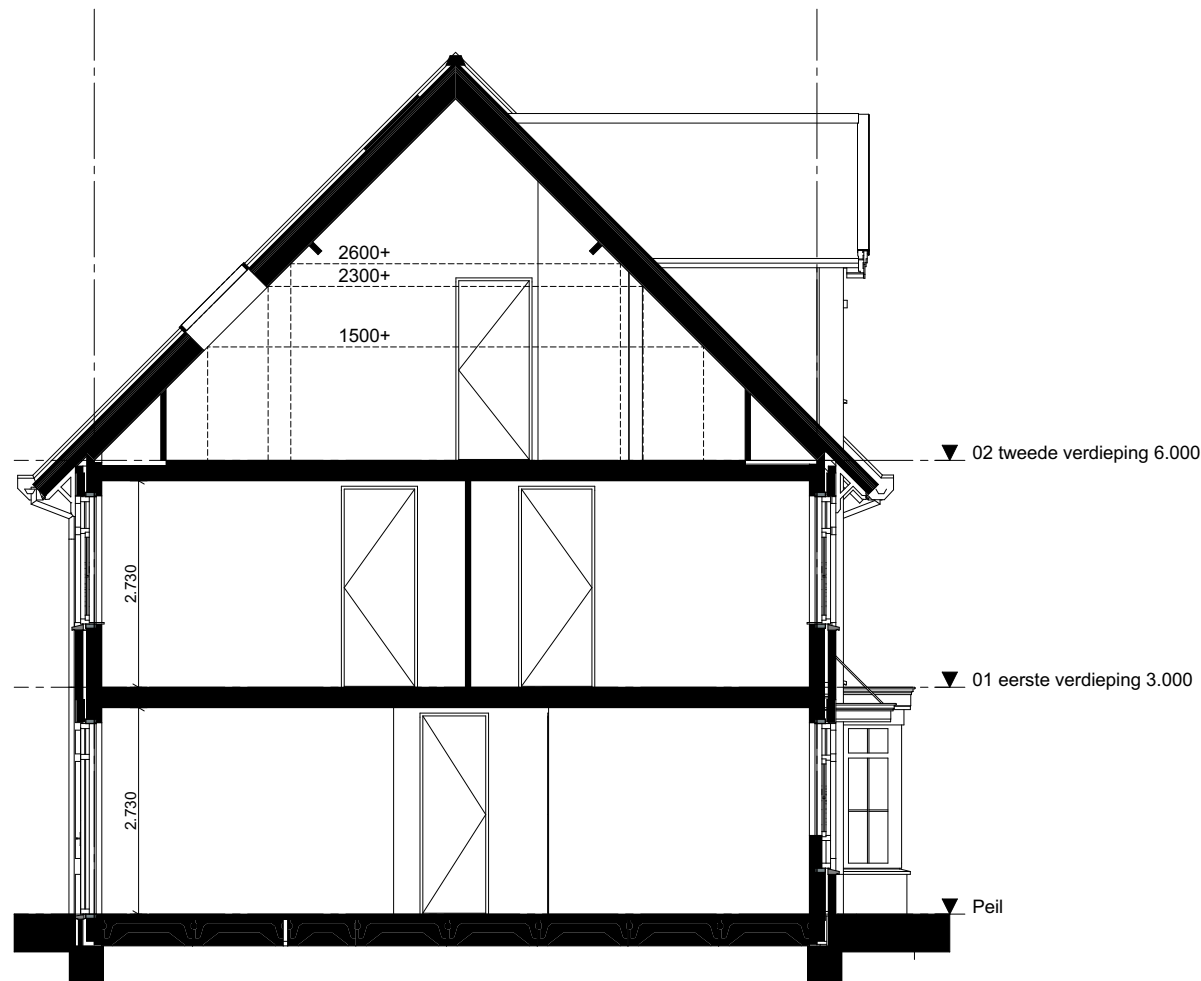 2600+
2300+
1500+
02 tweede verdieping 6.000
2.730
01 eerste verdieping 3.000
2.730
Peil